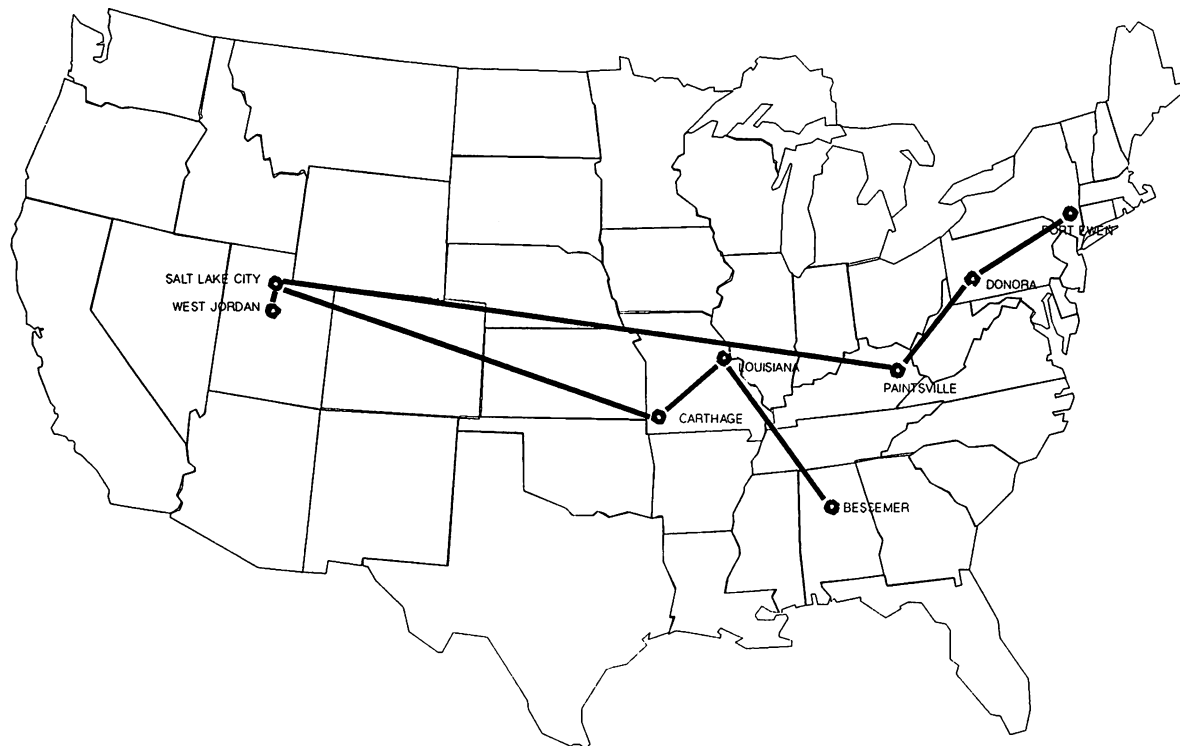 PORT EWEN
SALT LAKE CITY
DONORA
WEST JORDAN
LOUISIANA
PAINTSVILLE
CARTHAGE
BESSEMER